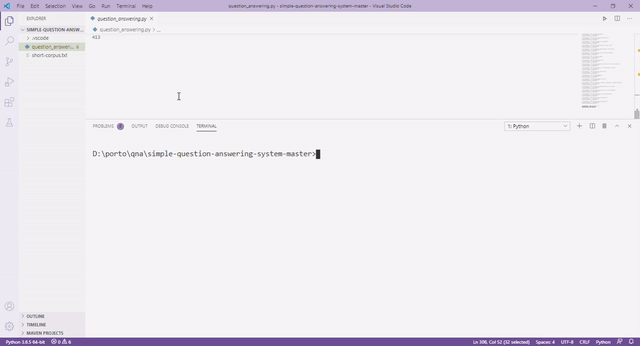 File Edit Selection View Go Run Terminal Help
question_answering.py - simple-question-answering-system-master - Visual Studio Code
EXPLORER
SIMPLE-QUESTION-ANSW...
.vscode
question_answeri... 4
short-corpus.txt
OUTLINE
TIMELINE
MAVEN PROJECTS
question_answering.py
question_answering.py > ...
413
PROBLEMS OUTPUT DEBUG CONSOLE TERMINAL
1: Python
D:\porto\qna\simple-question-answering-system-master>
Python 3.6.5 64-bit 0 6
Ln 306, Col 52 (32 selected) Spaces: 4 UTF-8 CRLF Python